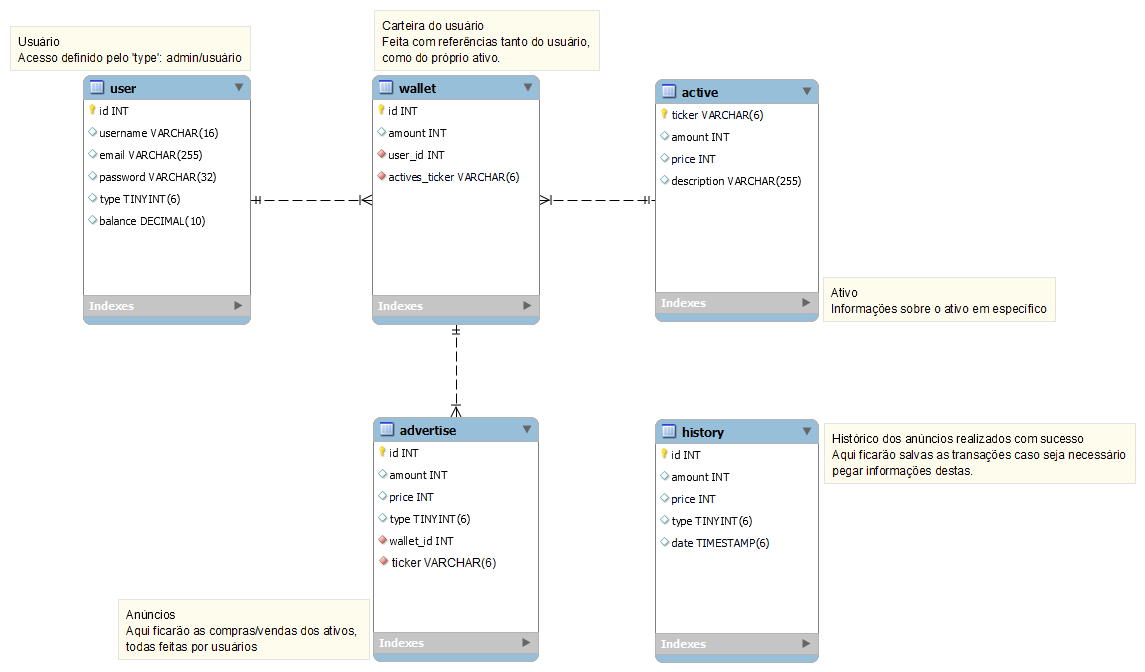 Usuário
Acesso definido pelo 'type': admin/usuário
Carteira do usuário
Feita com referências tanto do usuário,
como do próprio ativo.
user
id INT
username VARCHAR(16)
email VARCHAR(255)
password VARCHAR(32)
type TINYINT(6)
balance DECIMAL(10)
Indexes
wallet
id INT
amount INT
user_id INT
actives_ticker VARCHAR(6)
Indexes
active
ticker VARCHAR(6)
amount INT
price INT
description VARCHAR(255)
Indexes
Ativo
Informações sobre o ativo em específico
advertise
id INT
amount INT
price INT
type TINYINT(6)
wallet_id INT
ticker VARCHAR(6)
Indexes
Anúncios
Aqui ficarão as compras/vendas dos ativos,
todas feitas por usuários
history
id INT
amount INT
price INT
type TINYINT(6)
date TIMESTAMP(6)
Indexes
Histórico dos anúncios realizados com sucesso
Aqui ficarão salvas as transações caso seja necessário
pegar informações destas.